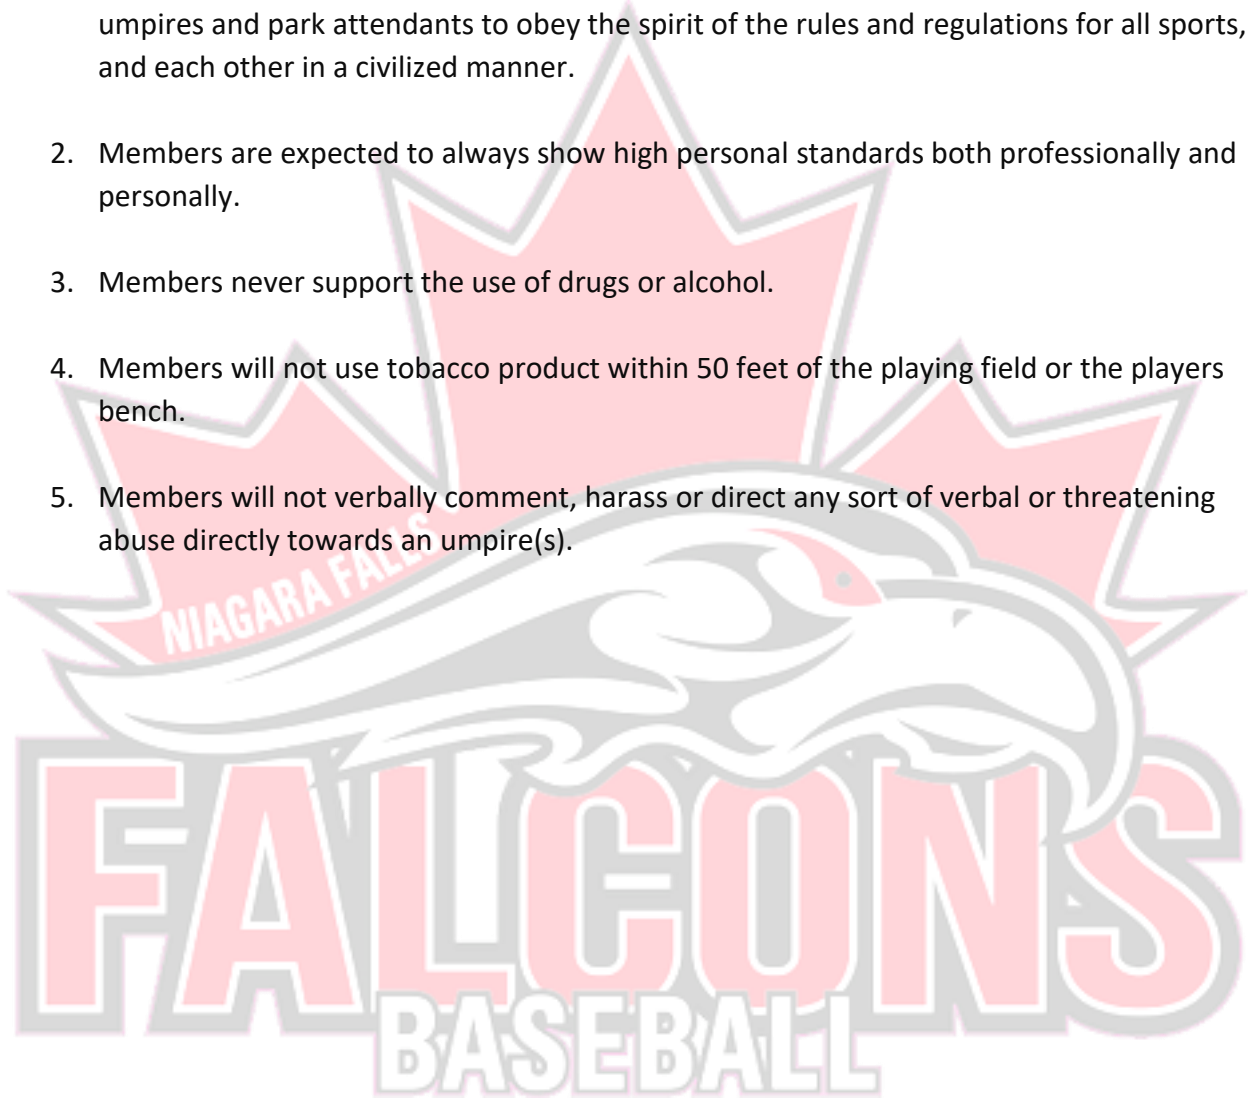 umpires and park attendants to obey the spirit of the rules and regulations for all sports,
and each other in a civilized manner.
2. Members are expected to always show high personal standards both professionally and
personally.
3. Members never support the use of drugs or alcohol.
4. Members will not use tobacco product within 50 feet of the playing field or the players
bench.
5. Members will not verbally comment, harass or direct any sort of verbal or threatening
abuse directly towards an umpire(s).
NIAGARA FALLS
FALCONS
BASEBALL